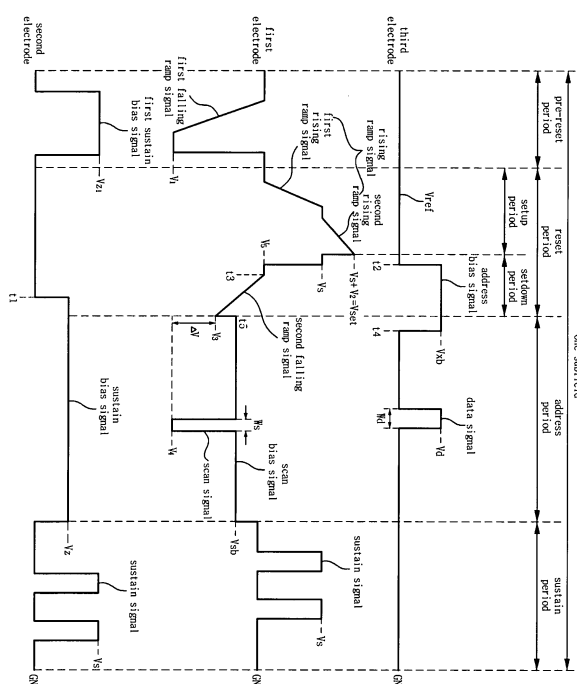 one subfield
pre-reset
period
reset
period
address
period
sustain
period
setup
period
setdown
period
third
electrode
Vref
t2
address
bias signal
t4
Vxb
data signal
Wd
Vd
GN
first
electrode
first falling
ramp signal
V1
rising
ramp signal
first
rising
ramp signal
second
rising
ramp signal
Vs+Vz=Vset
Vs
V5
t3
second falling
ramp signal
t5
V3
ΔV
Ws
V4
scan signal
scan
bias signal
Vsb
sustain signal
Vs
GN
second
electrode
first sustain
bias signal
Vz1
t1
sustain
bias signal
Vz
sustain signal
Vs
GN